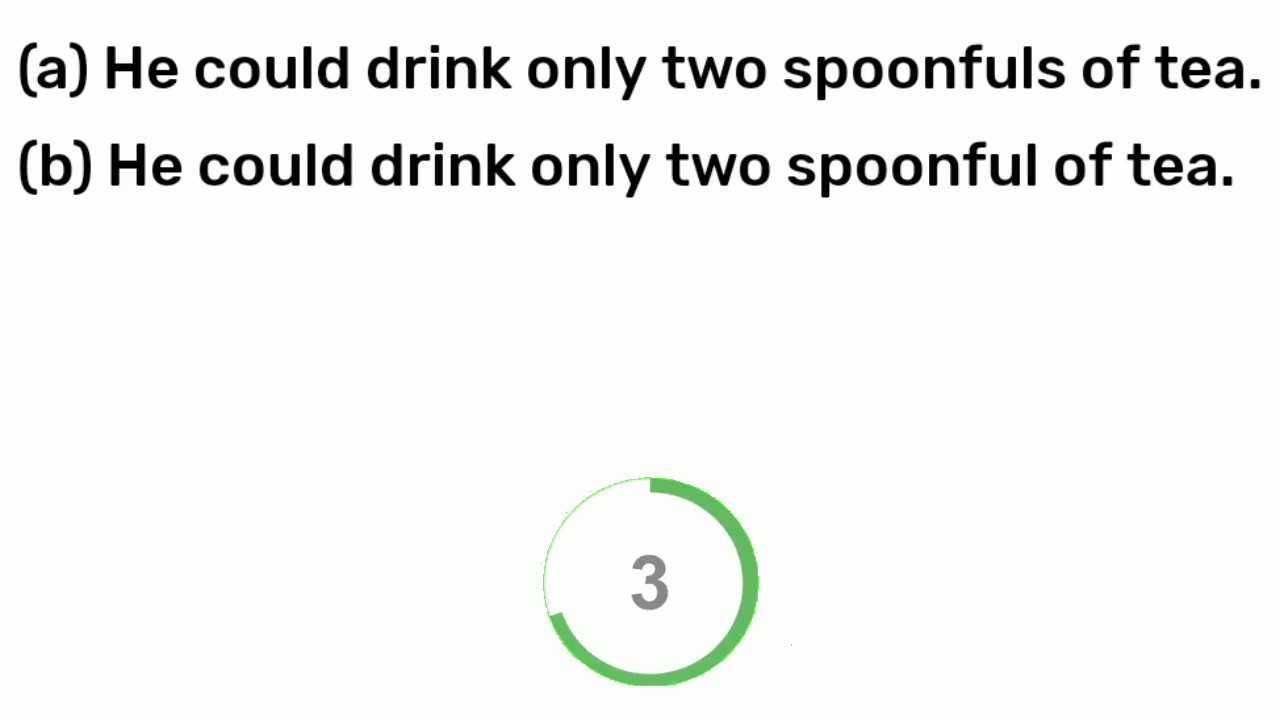 (a) He could drink only two spoonfuls of tea.
(b) He could drink only two spoonful of tea.
3